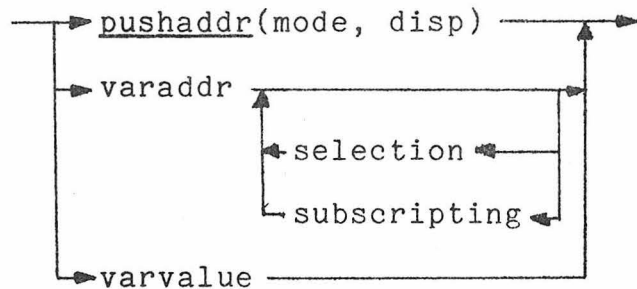 pushaddr(mode, disp)
varaddr
selection
subscripting
varvalue